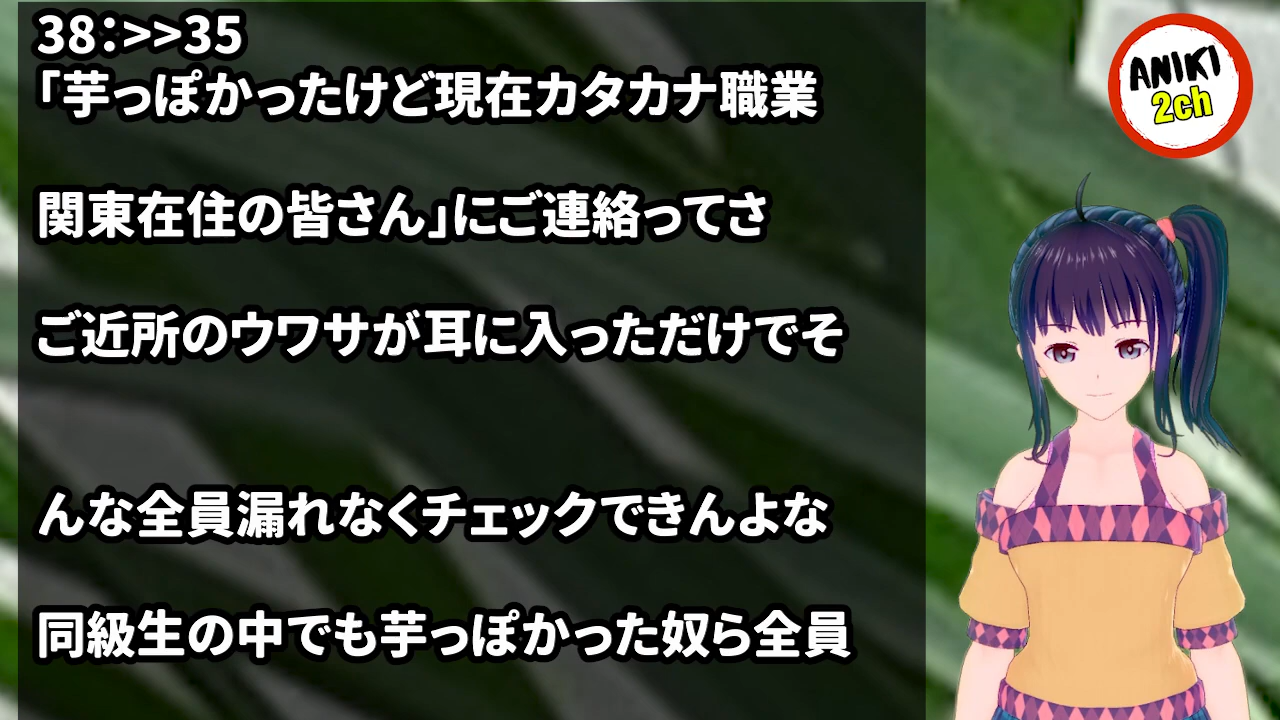 38:>>35
「芋っぽかったけど現在カタカナ職業
関東在住の皆さん」にご連絡ってさ
ご近所のウワサが耳に入っただけでそ
んな全員漏れなくチェックできんよな
同級生の中でも芋っぽかった奴ら全員
ANIKI
2ch